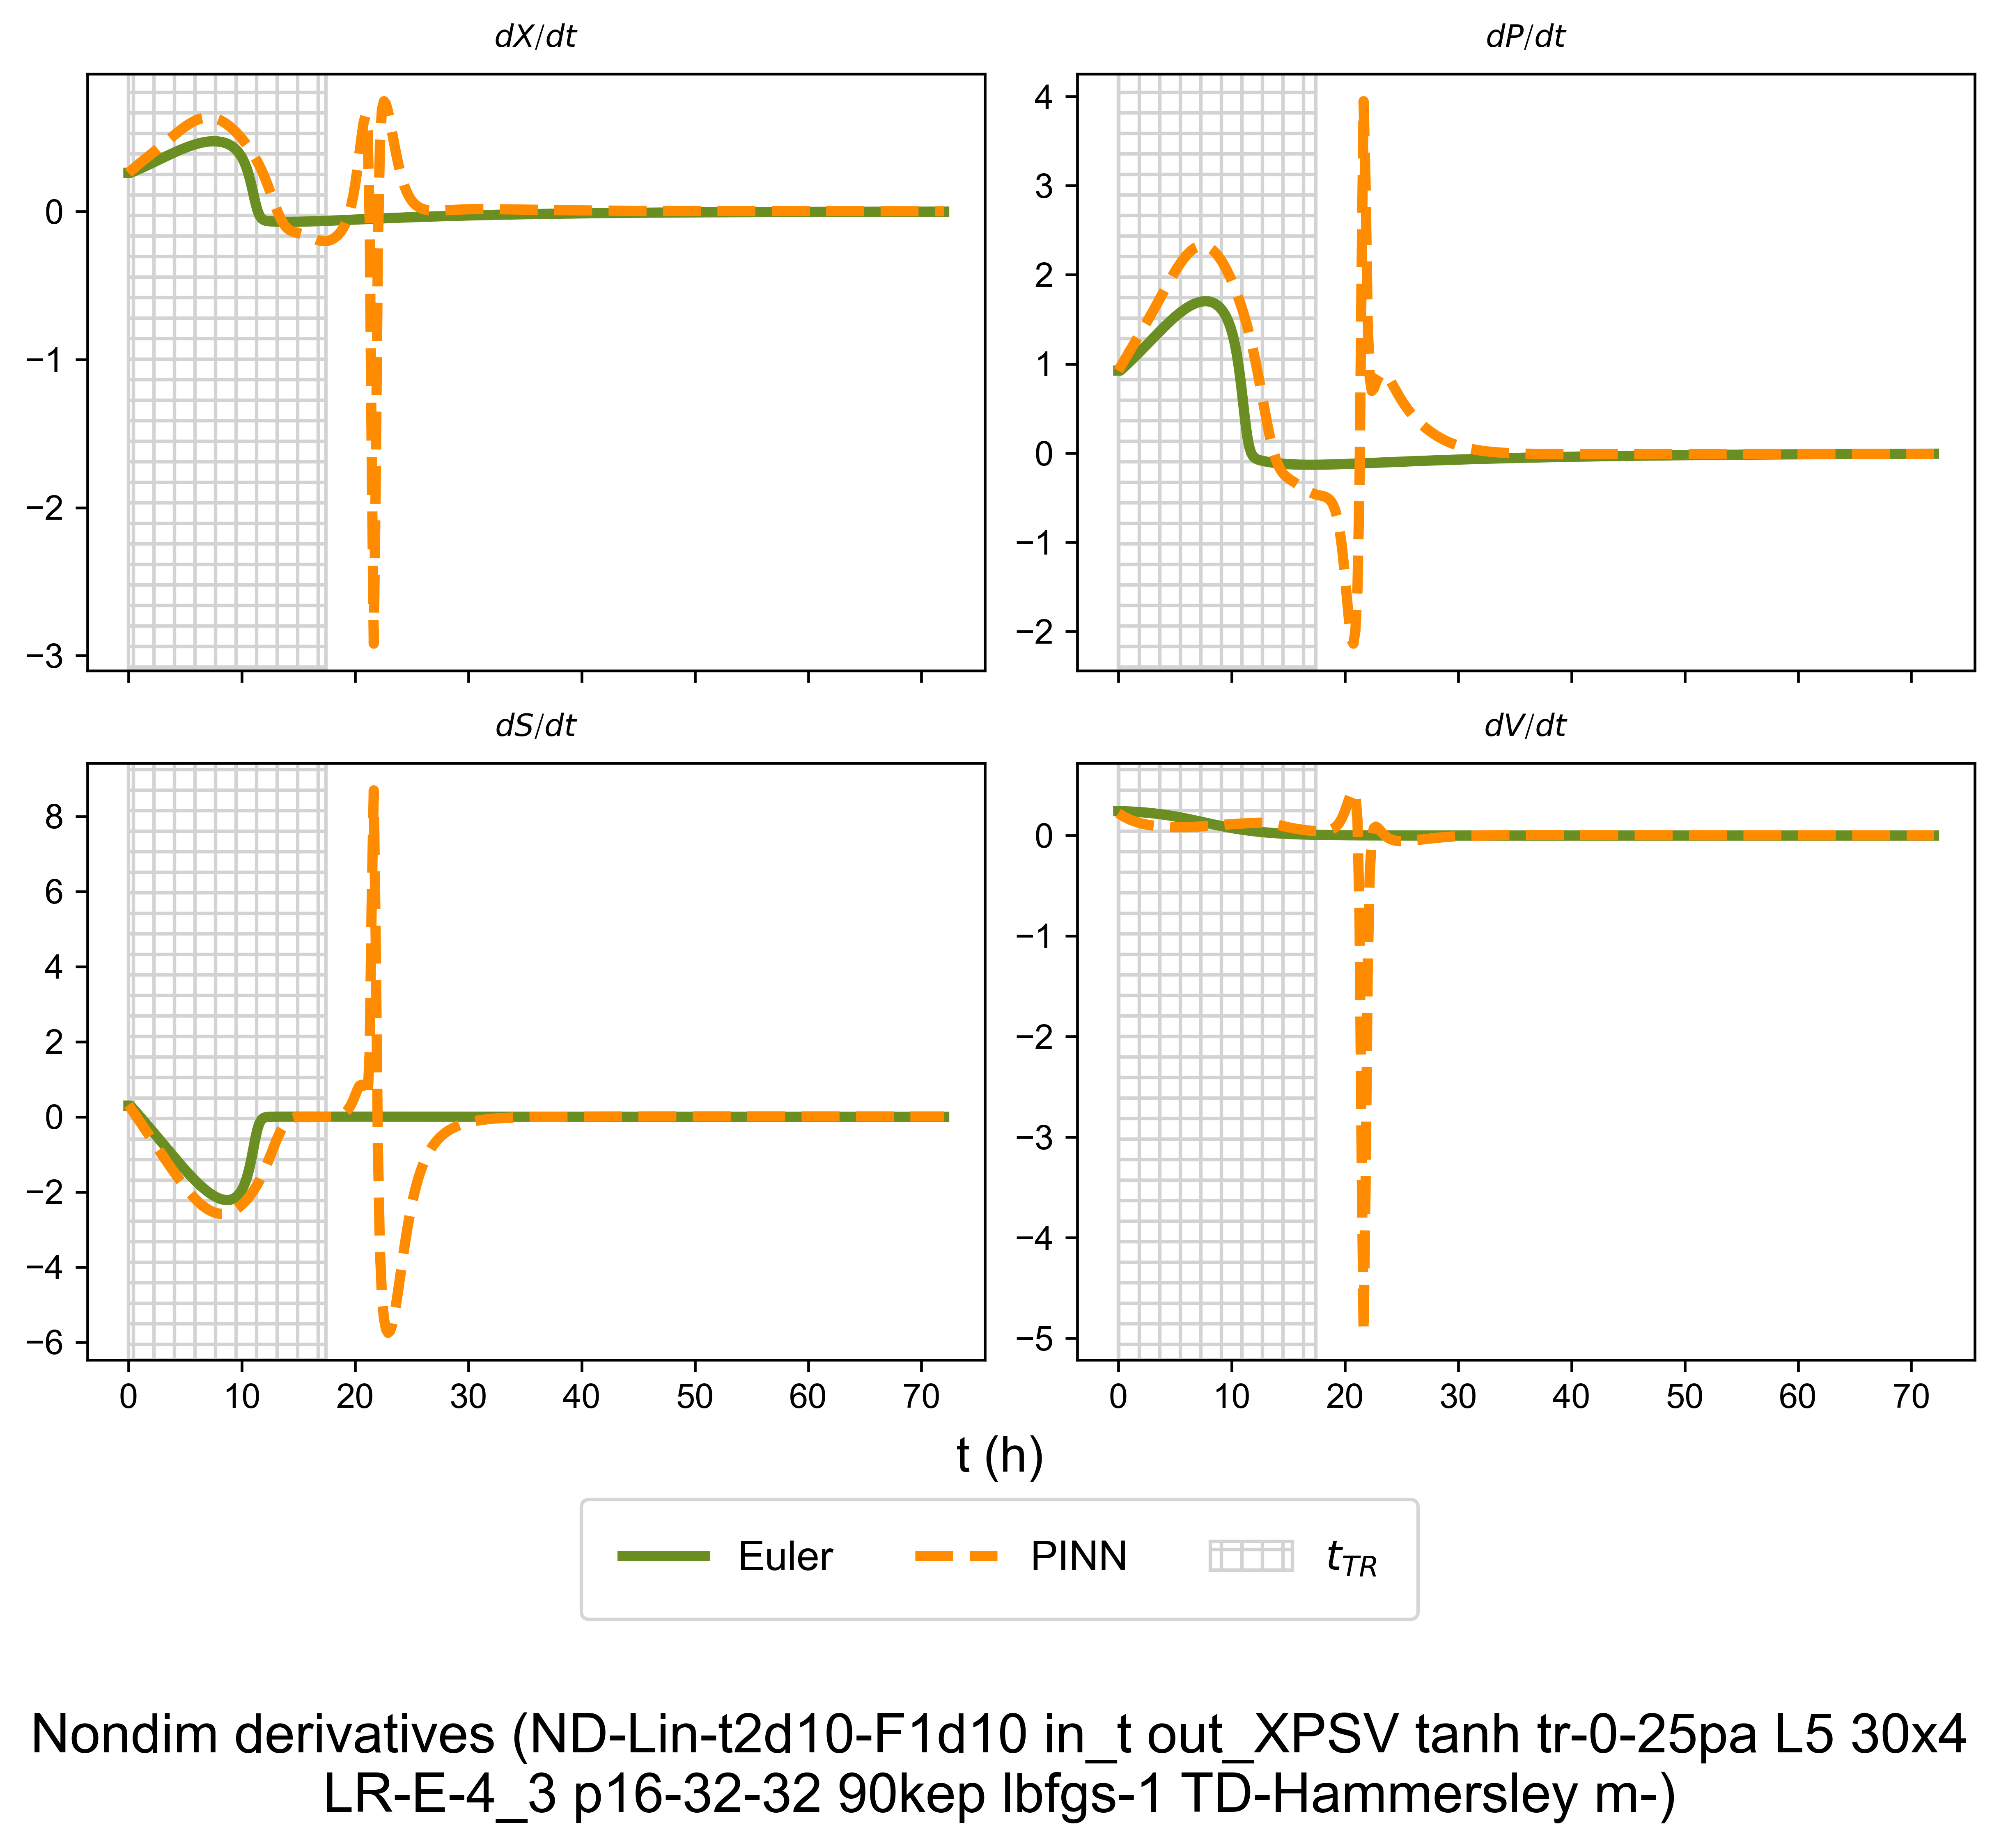 dX/dt
dP/dt
0
−1
−2
−3
4
3
2
1
0
−1
−2
dS/dt
dV/dt
8
6
4
2
0
−2
−4
−6
0
−1
−2
−3
−4
−5
0 10 20 30 40 50 60 70
0 10 20 30 40 50 60 70
t (h)
Euler PINN t_{TR}
Nondim derivatives (ND-Lin-t2d10-F1d10 in_t out_XPSV tanh tr-0-25pa L5 30x4
LR-E-4_3 p16-32-32 90kep lbfgs-1 TD-Hammersley m-)